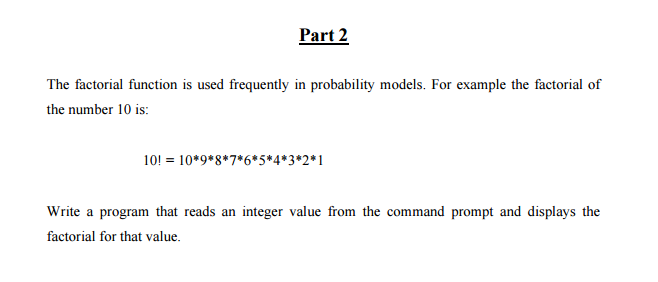 Part 2
The factorial function is used frequently in probability models. For example the factorial of
the number 10 is:
10! = 10*9*8*7*6*5*4*3*2*1
Write a program that reads an integer value from the command prompt and displays the
factorial for that value.